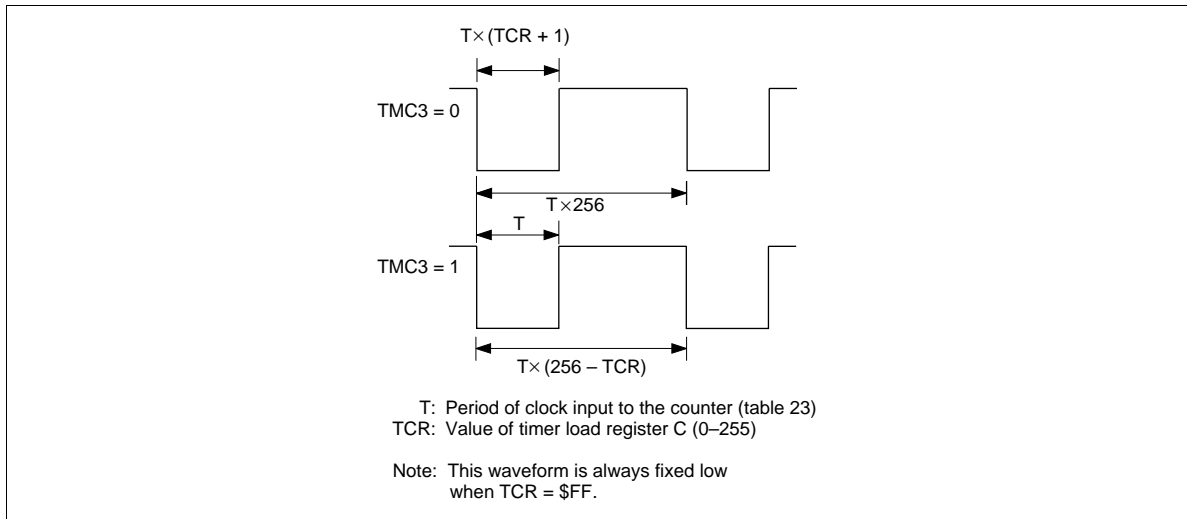 T×(TCR + 1)
TMC3 = 0
T×256
T
TMC3 = 1
T×(256 – TCR)
T: Period of clock input to the counter (table 23)
TCR: Value of timer load register C (0–255)
Note: This waveform is always fixed low
when TCR = $FF.